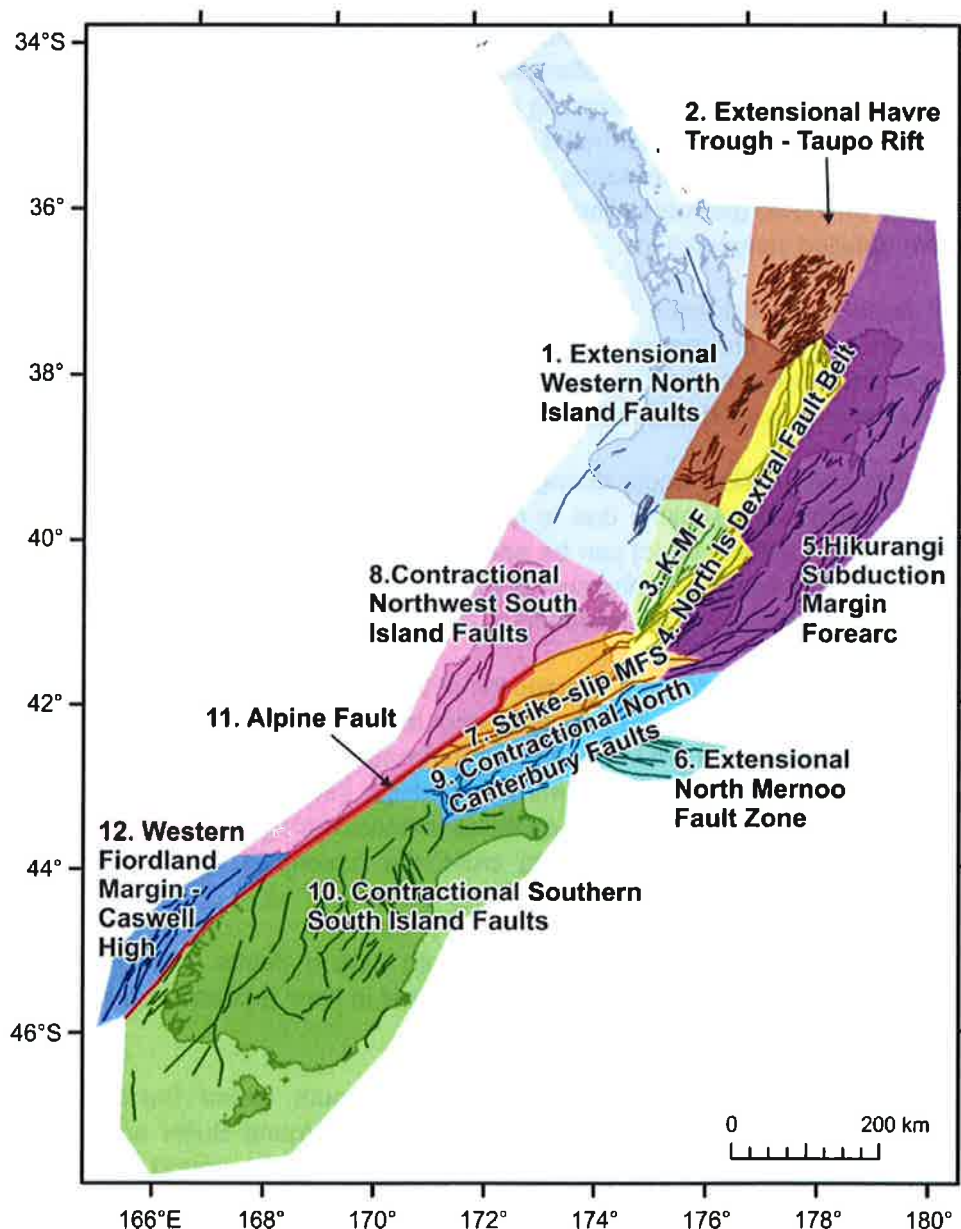 34°S
36°
38°
40°
42°
44°
46°S
166°E
168°
170°
172°
174°
176°
178°
180°
2. Extensional Havre
Trough - Taupo Rift
1. Extensional
Western North
Island Faults
3. K-M-F
4. North Is Dextral Fault Belt
5.Hikurangi
Subduction
Margin
Forearc
8.Contractional
Northwest South
Island Faults
7. Strike-slip MFS
11. Alpine Fault
9. Contractional North
Canterbury Faults
6. Extensional
North Mernoo
Fault Zone
12. Western
Fiordland
Margin -
Caswell
High
10. Contractional Southern
South Island Faults
0
200 km